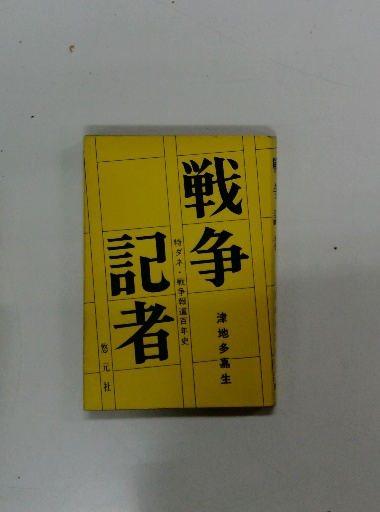 戦争
記者
特ダネ・戦争報道百年史
津地多嘉生
悠元社